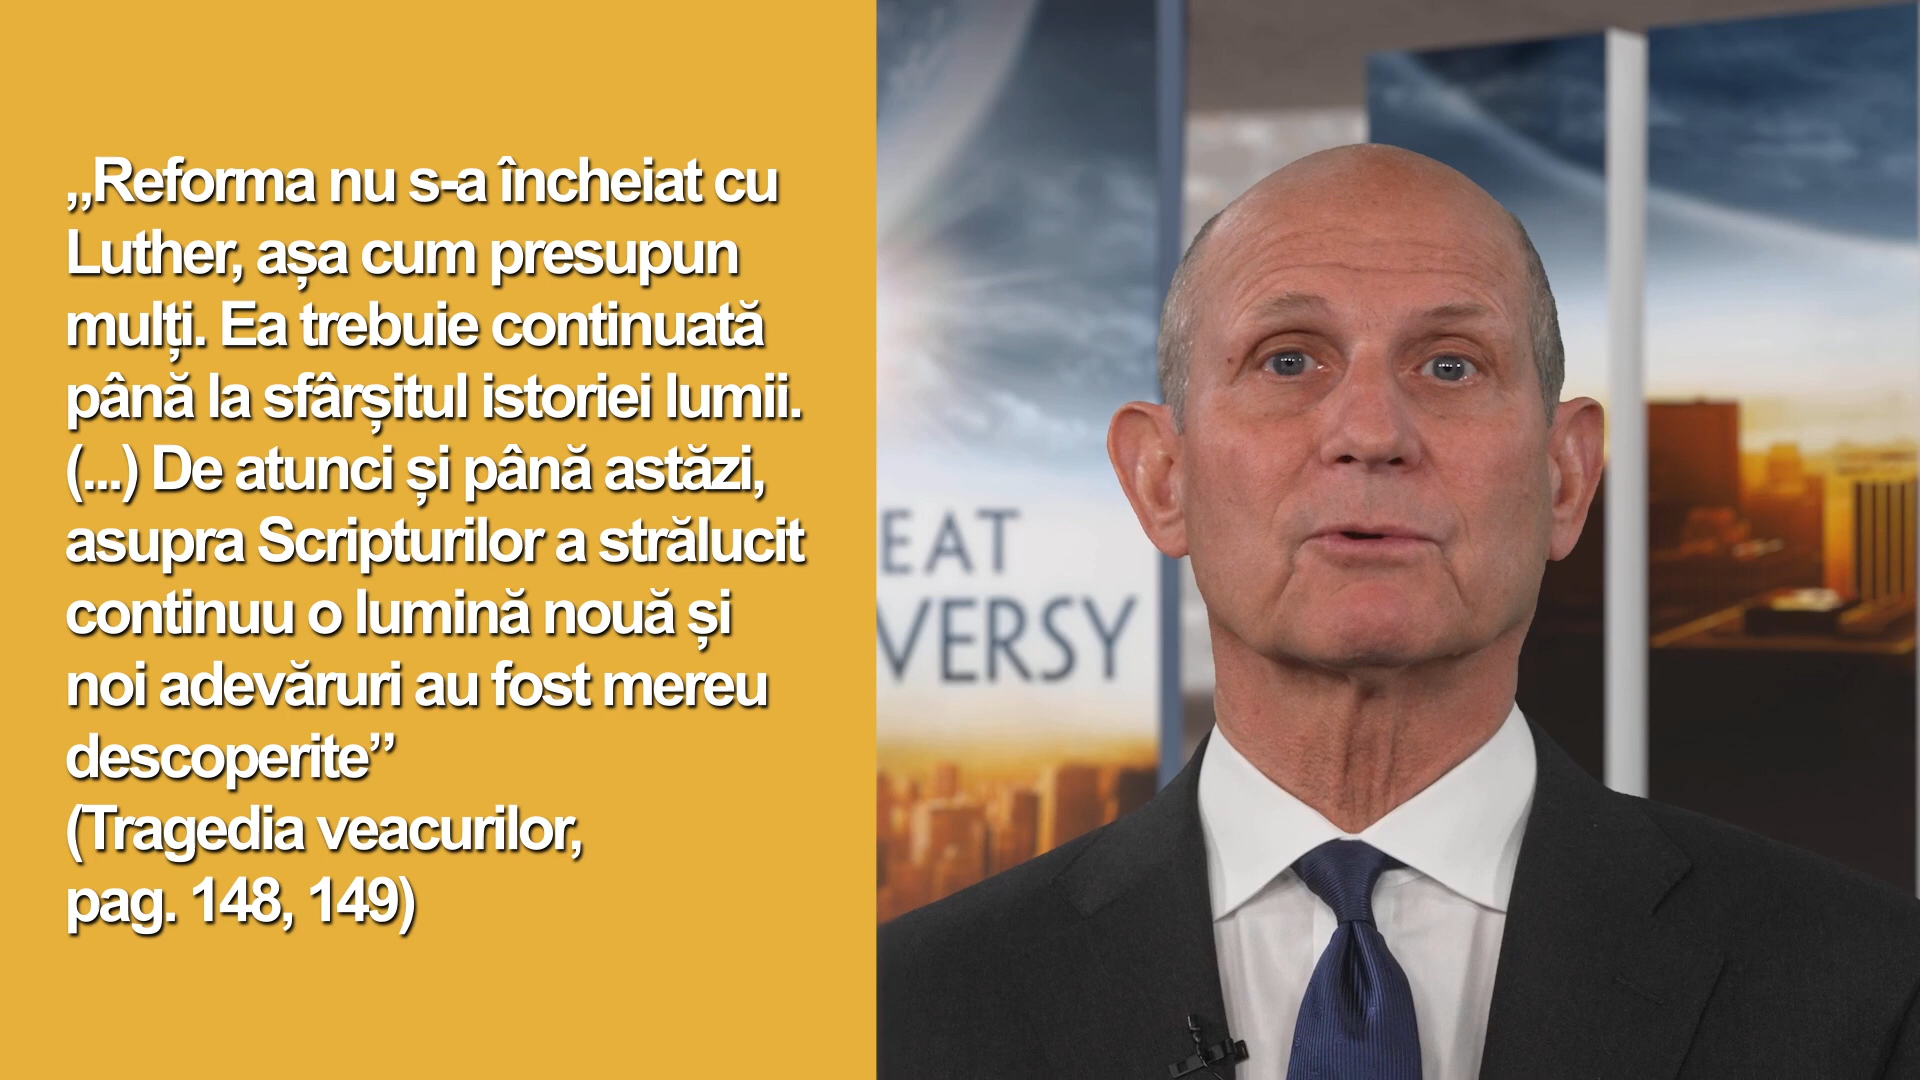 „Reforma nu s-a încheiat cu
Luther, așa cum presupun
mulți. Ea trebuie continuată
până la sfârșitul istoriei lumii.
(...) De atunci și până astăzi,
asupra Scripturilor a strălucit
continuu o lumină nouă și
noi adevăruri au fost mereu
descoperite”
(Tragedia veacurilor,
pag. 148, 149)
EAT
VERSY